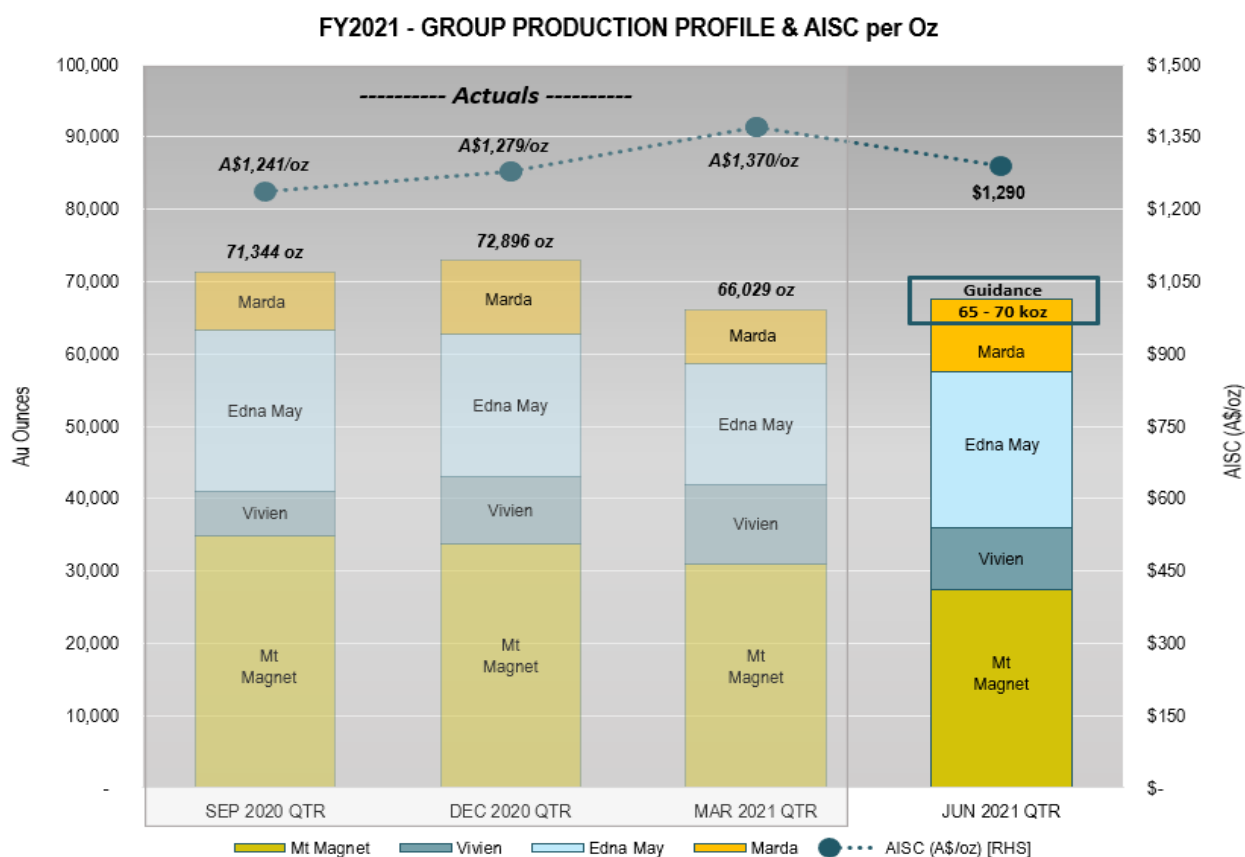 FY2021 - GROUP PRODUCTION PROFILE & AISC per Oz
100,000
90,000
80,000
70,000
60,000
50,000
40,000
30,000
20,000
10,000
-
Au Ounces
---------- Actuals ----------
A$1,241/oz
A$1,279/oz
A$1,370/oz
$1,290
71,344 oz
Marda
Edna May
Vivien
Mt
Magnet
72,896 oz
Marda
Edna May
Vivien
Mt
Magnet
66,029 oz
Marda
Edna May
Vivien
Mt
Magnet
Guidance
65 - 70 koz
Marda
Edna May
Vivien
Mt
Magnet
$1,500
$1,350
$1,200
$1,050
$900
$750
$600
$450
$300
$150
$-
AISC (A$/oz)
SEP 2020 QTR
DEC 2020 QTR
MAR 2021 QTR
JUN 2021 QTR
Mt Magnet
Vivien
Edna May
Marda
AISC (A$/oz) [RHS]